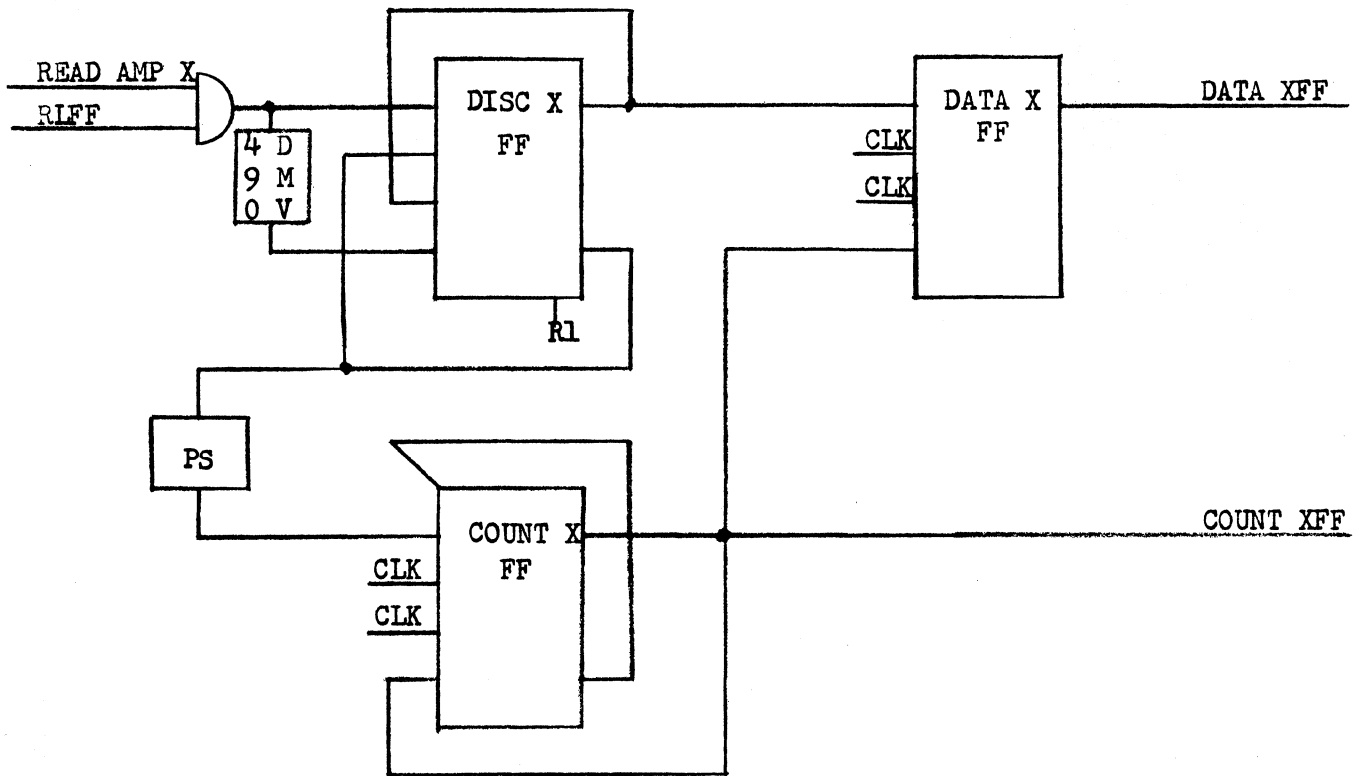 READ AMP X
RLFF
4 D
9 M
0 V
DISC X
FF
R1
DATA X
FF
CLK
CLK
DATA XFF
PS
COUNT X
FF
CLK
CLK
COUNT XFF